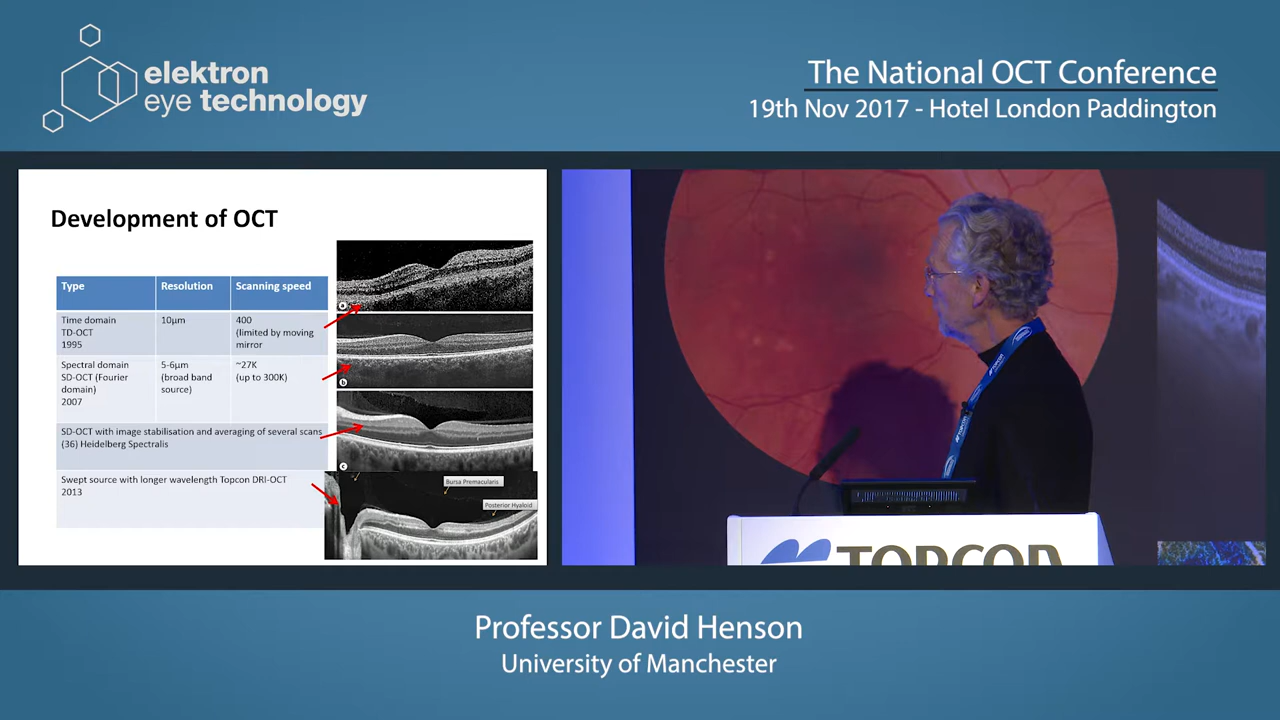 elektron
eye technology
The National OCT Conference
19th Nov 2017 - Hotel London Paddington
Development of OCT
Type
Resolution
Scanning speed
Time domain
TD-OCT
1995
10µm
400
(limited by moving
mirror
Spectral domain
SD-OCT (Fourier
domain)
2007
5-6µm
(broad band
source)
~27K
(up to 300K)
SD-OCT with image stabilisation and averaging of several scans
(36) Heidelberg Spectralis
Swept source with longer wavelength Topcon DRI-OCT
2013
a
b
c
Bursa Premacularis
Posterior Hyaloid
TOPCON
Professor David Henson
University of Manchester